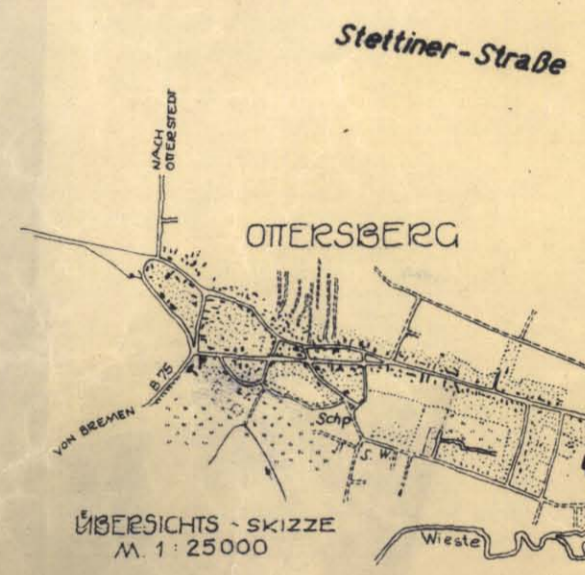 Stettiner-Straße
NACH
OTTERSTEDT
OTTERSBERG
B 75
VON BREMEN
Schp.
S. W.
ÜBERSICHTS - SKIZZE
M. 1 : 25000
Wieste